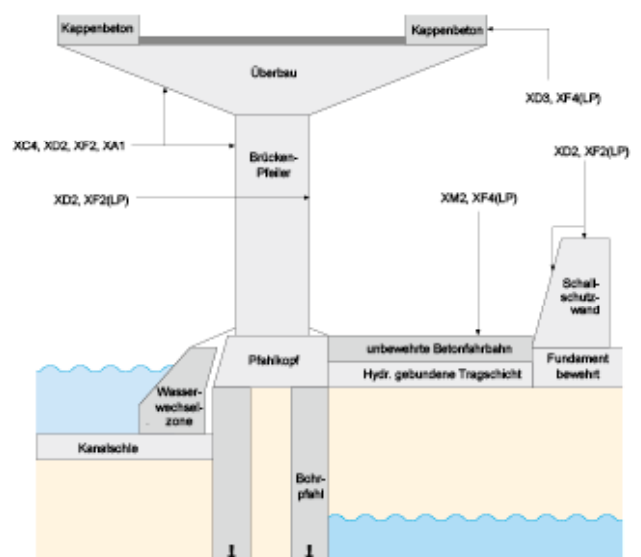 Kappenbeton
Kappenbeton
Überbau
XD3, XF4(LP)
XC4, XD2, XF2, XA1
XD2, XF2(LP)
Brücken-
Pfeiler
XD2, XF2(LP)
XM2, XF4(LP)
Schall-
schutz-
wand
unbewehrte Betonfahrbahn
Pfahlkopf
Hydr. gebundene Tragschicht
Fundament
bewehrt
Wasser-
wechsel-
zone
Kanalsohle
Bohr-
pfahl